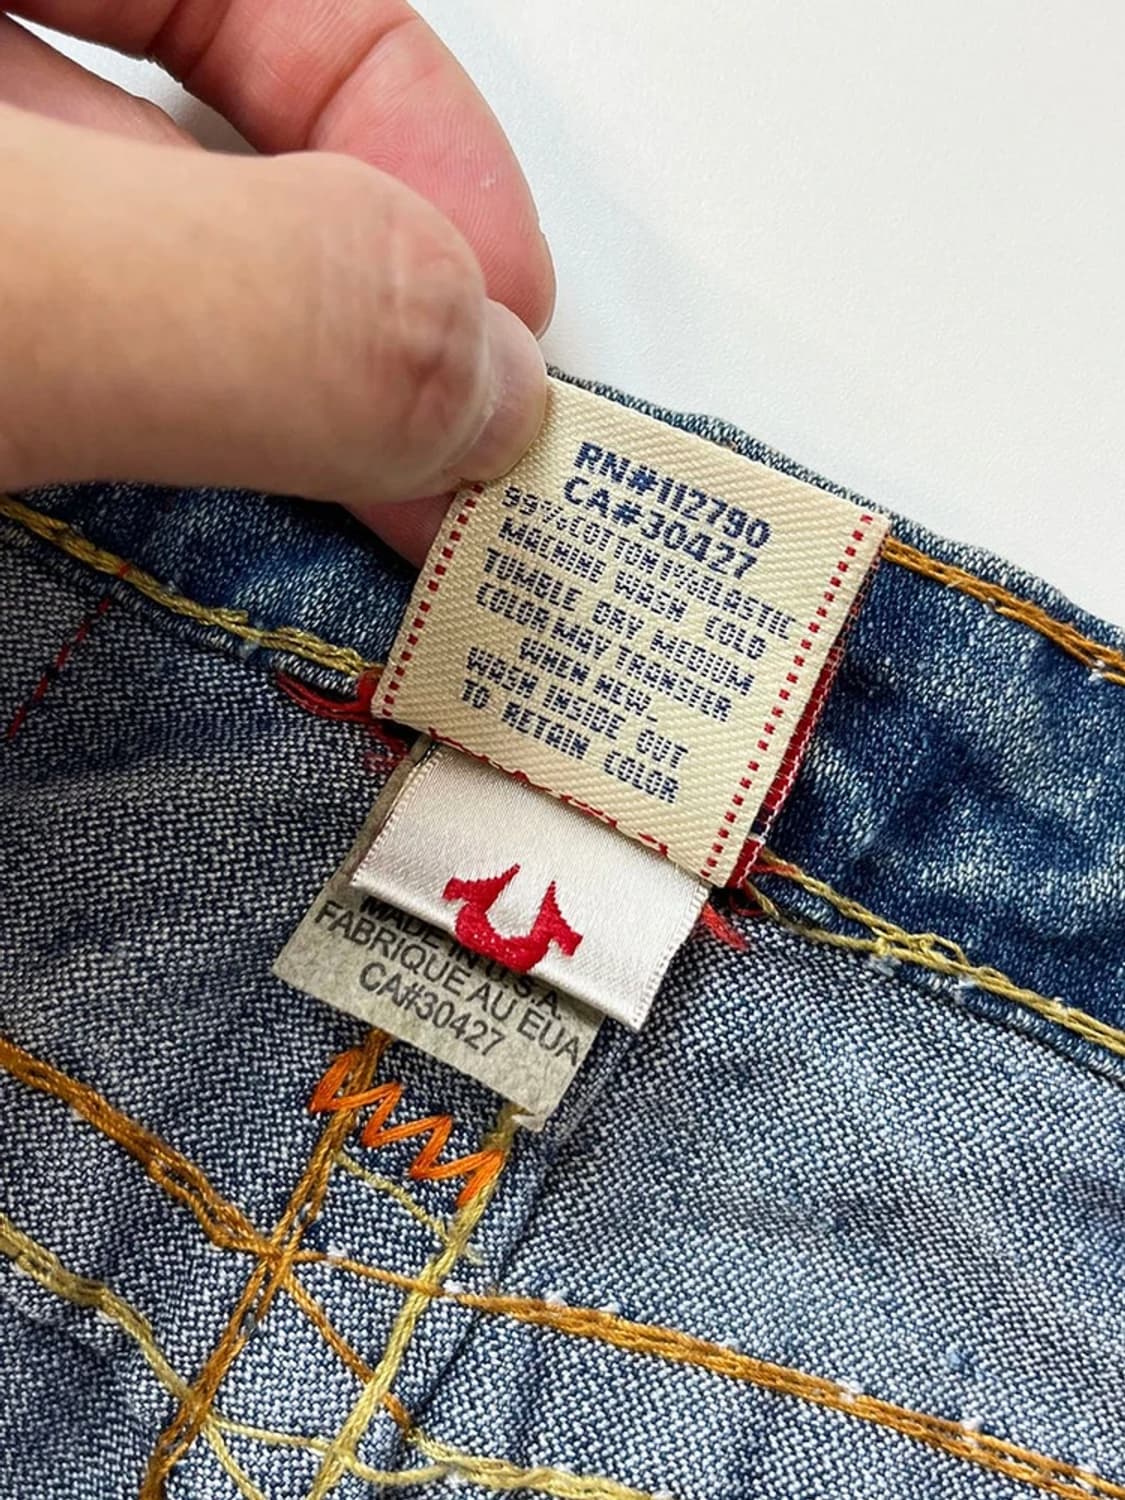 RN#112790
CA#30427
99%COTTON1%ELASTIC
MACHINE WASH COLD
TUMBLE DRY MEDIUM
COLOR MAY TRANSFER
WHEN NEW-
WASH INSIDE OUT
TO RETAIN COLOR
MADE IN U.S.A.
FABRIQUE AU EUA
CA#30427